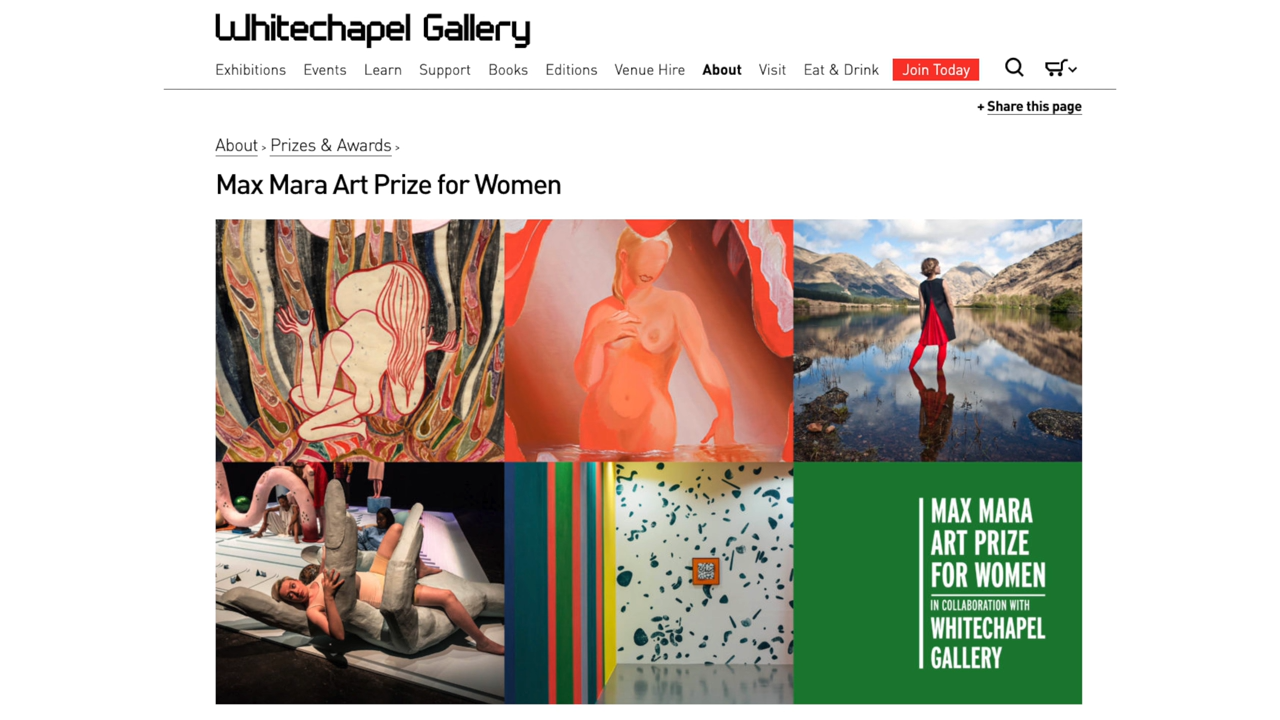 Whitechapel Gallery
Exhibitions Events Learn Support Books Editions Venue Hire About Visit Eat & Drink Join Today
+ Share this page
About > Prizes & Awards >
Max Mara Art Prize for Women
MAX MARA
ART PRIZE
FOR WOMEN
IN COLLABORATION WITH
WHITECHAPEL
GALLERY